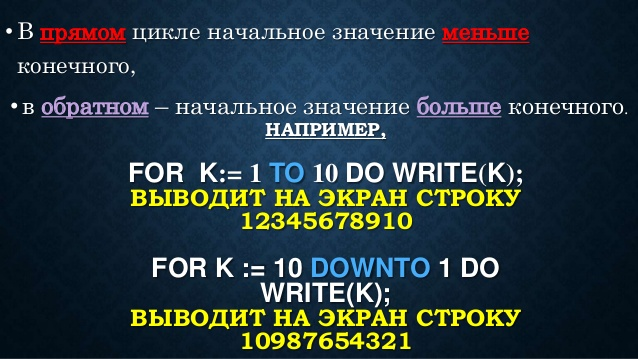 • В прямом цикле начальное значение меньше
конечного,
• в обратном – начальное значение больше конечного.
НАПРИМЕР,
FOR K:= 1 TO 10 DO WRITE(K);
ВЫВОДИТ НА ЭКРАН СТРОКУ
12345678910
FOR K := 10 DOWNTO 1 DO
WRITE(K);
ВЫВОДИТ НА ЭКРАН СТРОКУ
10987654321